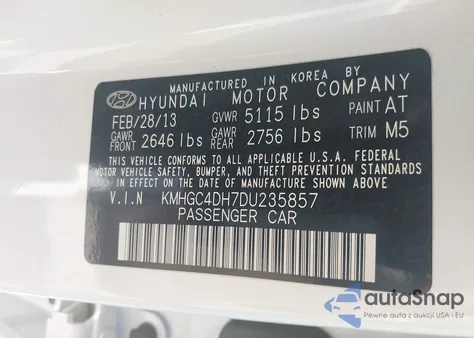 MANUFACTURED IN KOREA BY
HYUNDAI MOTOR COMPANY
FEB/28/13 GVWR 5115 lbs PAINT AT
GAWR FRONT 2646 lbs GAWR REAR 2756 lbs TRIM M5
THIS VEHICLE CONFORMS TO ALL APPLICABLE U.S.A. FEDERAL
MOTOR VEHICLE SAFETY, BUMPER, AND THEFT PREVENTION STANDARDS
IN EFFECT ON THE DATE OF MANUFACTURE SHOWN ABOVE.
V.I.N KMHGC4DH7DU235857
PASSENGER CAR
autoSnap
Pewne auta z aukcji USA i EU